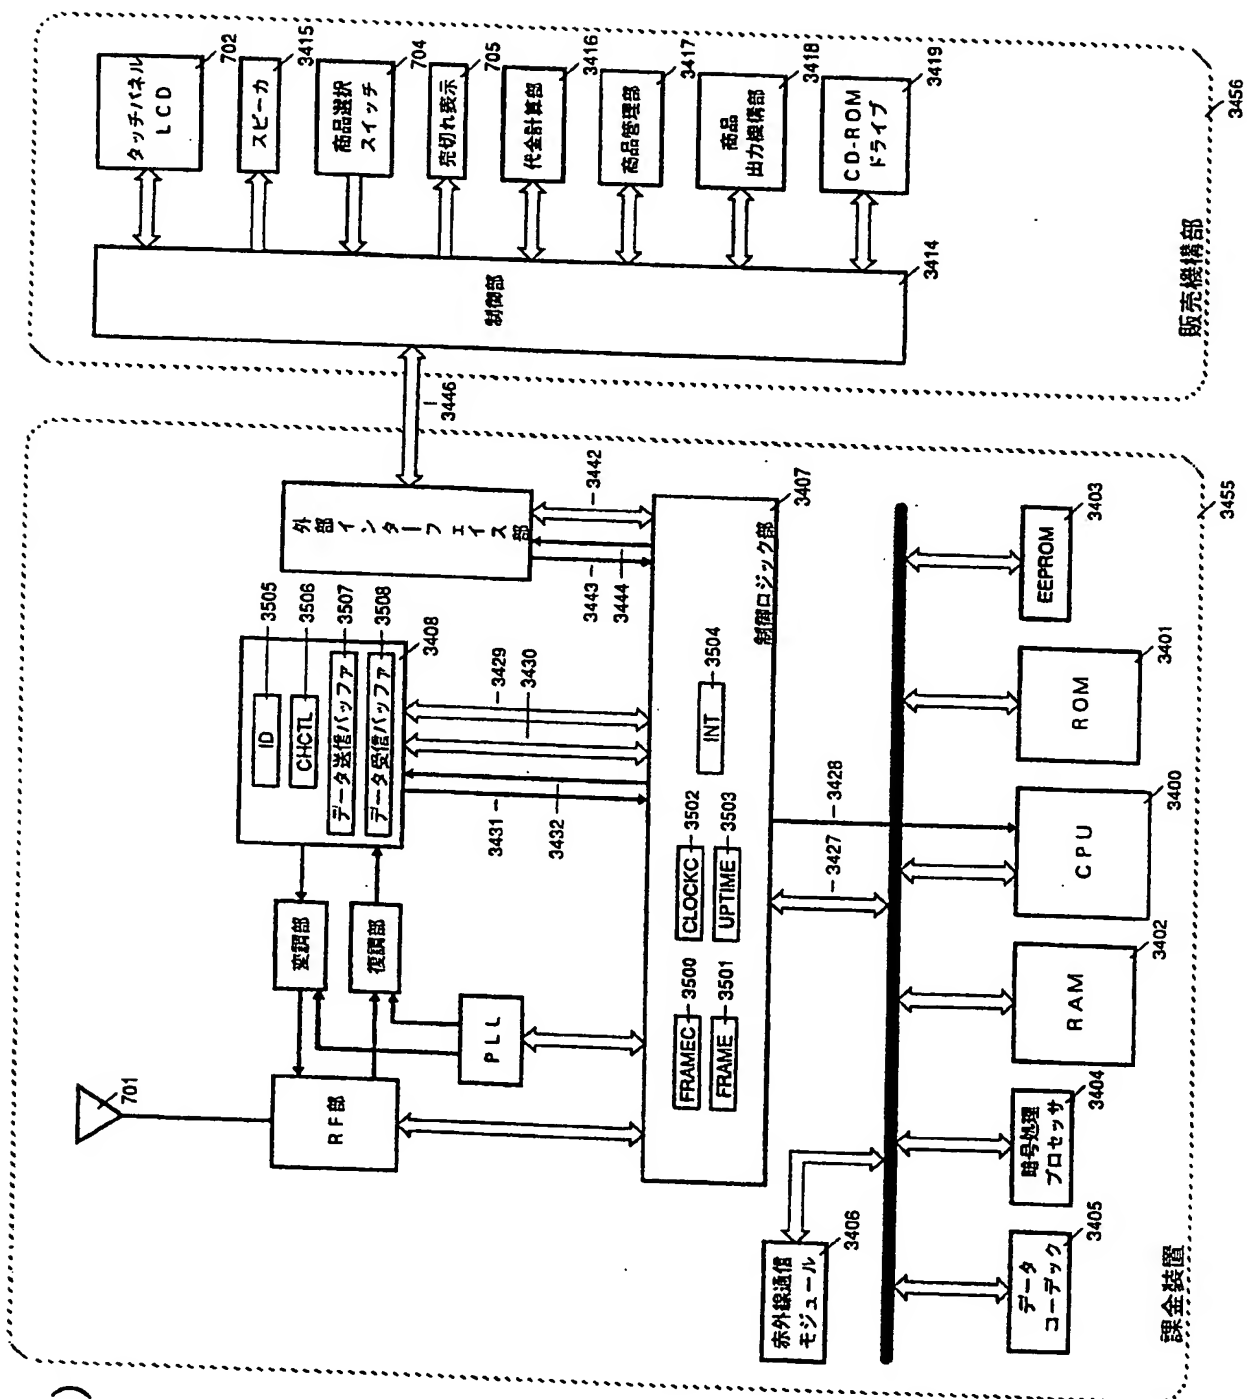 タッチパネル
LCD
702
スピーカ
3415
商品選択
スイッチ
704
売切れ表示
705
代金計算部
3416
商品管理部
3417
商品
出力機構部
3418
CD-ROM
ドライブ
3419
制御部
3414
販売機構部
3456
3446
外部インターフェイス部
3442
3443
3444
ID
3505
CHCTL
3506
データ送信バッファ
3507
データ受信バッファ
3508
3408
3429
3430
3431
3432
変調部
復調部
PLL
RF部
701
制御ロジック部
3407
INT
3504
CLOCKC
3502
UPTIME
3503
FRAMEC
3500
FRAME
3501
3427
3428
EEPROM
3403
ROM
3401
CPU
3400
RAM
3402
暗号処理
プロセッサ
3404
データ
コーデック
3405
赤外線通信
モジュール
3406
課金装置
3455